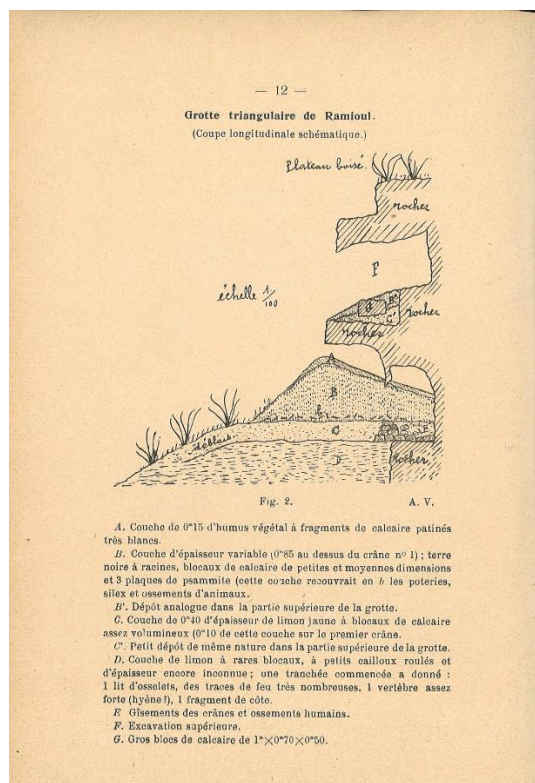 — 12 —
Grotte triangulaire de Ramioul.
(Coupe longitudinale schématique.)
Plateau boisé.
rocher
F
échelle 1/100
G
B'
C'
rocher
rocher
A
B
b
C
E
déblais
D
rocher
Fig. 2.
A. V.
A. Couche de 0m15 d'humus végétal à fragments de calcaire patinés
très blancs.
B. Couche d'épaisseur variable (0m85 au dessus du crâne no 1) ; terre
noire à racines, blocaux de calcaire de petites et moyennes dimensions
et 3 plaques de psammite (cette couche recouvrait en b les poteries,
silex et ossements d'animaux.
B'. Dépôt analogue dans la partie supérieure de la grotte.
C. Couche de 0m40 d'épaisseur de limon jaune à blocaux de calcaire
assez volumineux (0m10 de cette couche sur le premier crâne.
C'. Petit dépôt de même nature dans la partie supérieure de la grotte.
D. Couche de limon à rares blocaux, à petits cailloux roulés et
d'épaisseur encore inconnue ; une tranchée commencée a donné :
1 lit d'osselets, des traces de feu très nombreuses, 1 vertèbre assez
forte (hyène?), 1 fragment de côte.
E Gisements des crânes et ossements humains.
F. Excavation supérieure.
G. Gros blocs de calcaire de 1m×0m70×0m50.